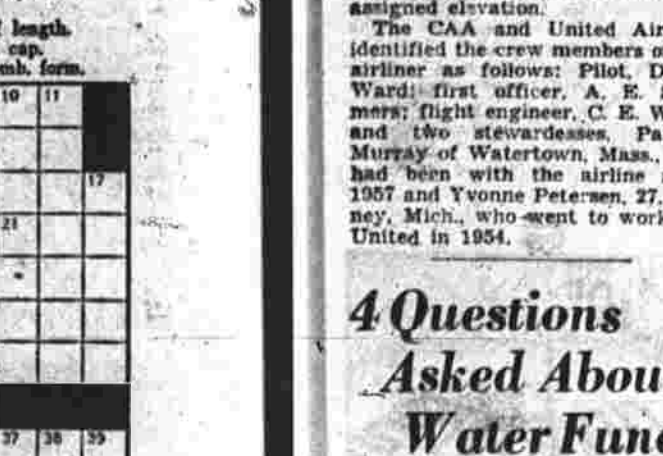 length.
cap.
form.
10 11
17
21
37 38 39
assigned elevation.
The CAA and United Air
identified the crew members o
airliner as follows: Pilot, D.
Ward; first officer, A. E.
mers; flight engineer, C. E. W
and two stewardesses, Pa
Murray of Watertown, Mass.,
had been with the airline
1957 and Yvonne Petersen, 27,
ney, Mich., who went to work
United in 1954.
4 Questions
Asked Abou
Water Fun